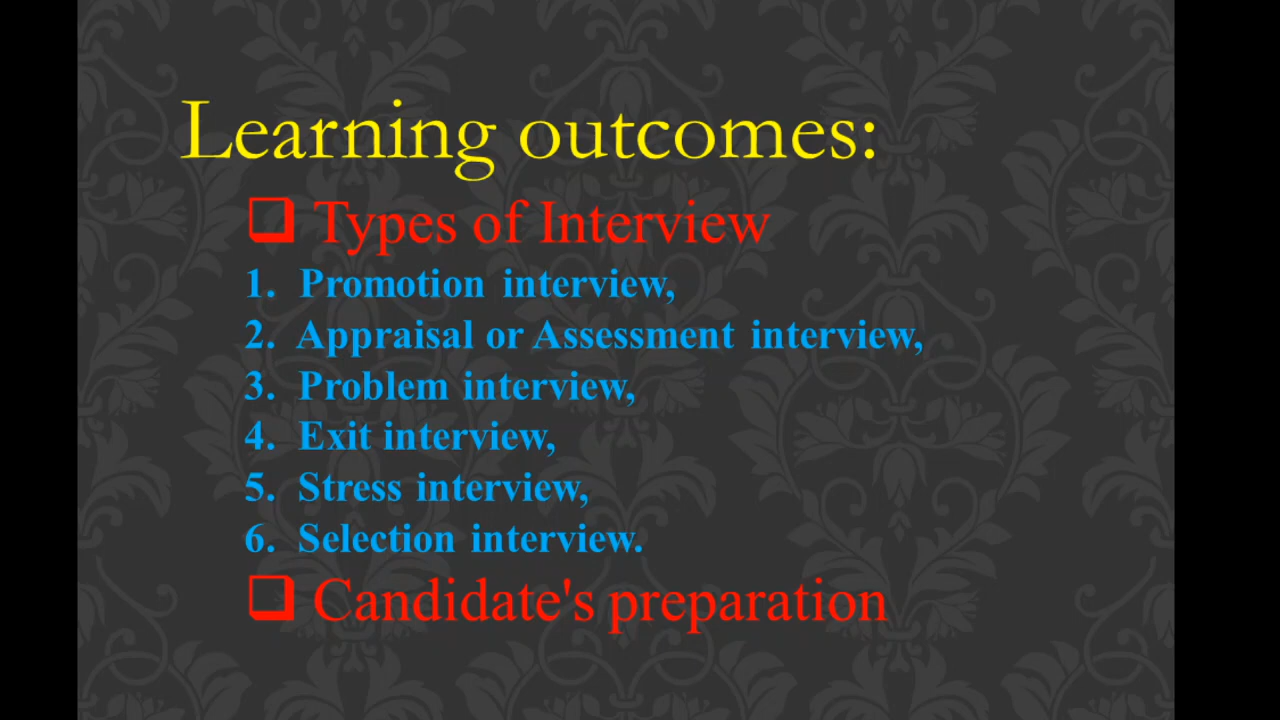 Learning outcomes:
❑ Types of Interview
1. Promotion interview,
2. Appraisal or Assessment interview,
3. Problem interview,
4. Exit interview,
5. Stress interview,
6. Selection interview.
❑ Candidate's preparation